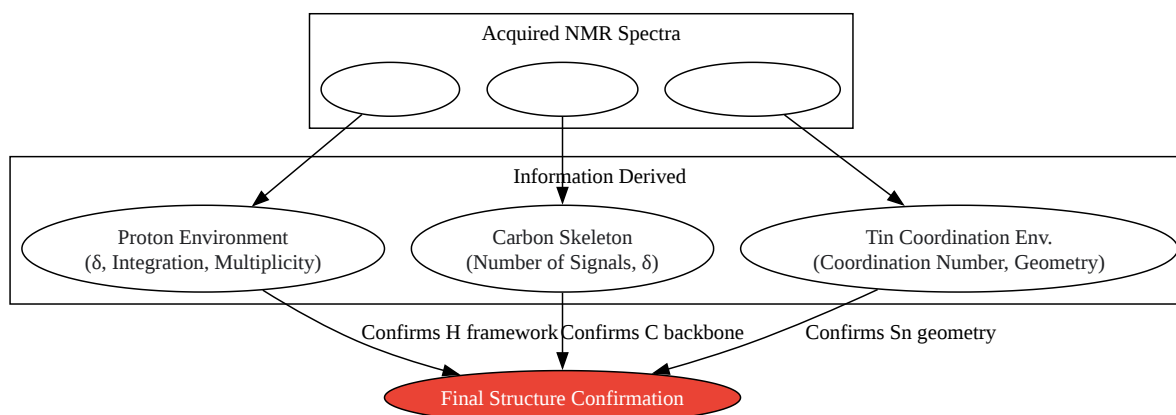 Acquired NMR Spectra
Information Derived
Proton Environment
(δ, Integration, Multiplicity)
Carbon Skeleton
(Number of Signals, δ)
Tin Coordination Env.
(Coordination Number, Geometry)
Confirms H framework
Confirms C backbone
Confirms Sn geometry
Final Structure Confirmation